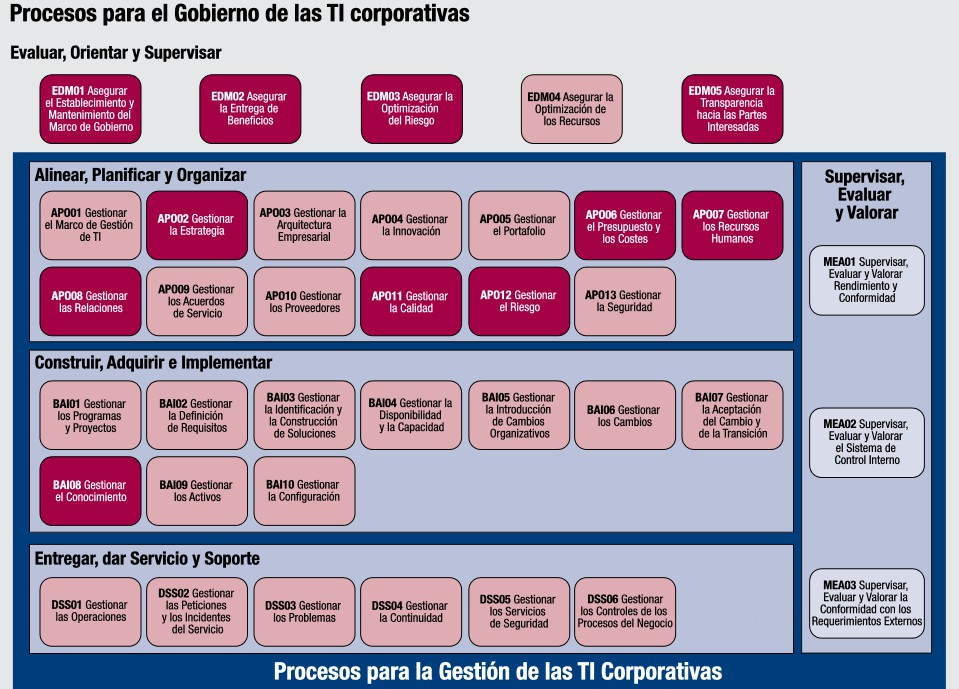 Procesos para el Gobierno de las TI corporativas
Evaluar, Orientar y Supervisar
EDM01 Asegurar
el Establecimiento y
Mantenimiento del
Marco de Gobierno
EDM02 Asegurar
la Entrega de
Beneficios
EDM03 Asegurar la
Optimización
del Riesgo
EDM04 Asegurar la
Optimización de
los Recursos
EDM05 Asegurar la
Transparencia
hacia las Partes
Interesadas
Alinear, Planificar y Organizar
APO01 Gestionar
el Marco de Gestión
de TI
APO02 Gestionar
la Estrategia
APO03 Gestionar la
Arquitectura
Empresarial
APO04 Gestionar
la Innovación
APO05 Gestionar
el Portafolio
APO06 Gestionar
el Presupuesto y
los Costes
APO07 Gestionar
los Recursos
Humanos
APO08 Gestionar
las Relaciones
APO09 Gestionar
los Acuerdos
de Servicio
APO10 Gestionar
los Proveedores
APO11 Gestionar
la Calidad
APO12 Gestionar
el Riesgo
APO13 Gestionar
la Seguridad
Construir, Adquirir e Implementar
BAI01 Gestionar
los Programas
y Proyectos
BAI02 Gestionar
la Definición
de Requisitos
BAI03 Gestionar
la Identificación y
la Construcción
de Soluciones
BAI04 Gestionar la
Disponibilidad
y la Capacidad
BAI05 Gestionar
la Introducción
de Cambios
Organizativos
BAI06 Gestionar
los Cambios
BAI07 Gestionar
la Aceptación
del Cambio y
de la Transición
BAI08 Gestionar
el Conocimiento
BAI09 Gestionar
los Activos
BAI10 Gestionar
la Configuración
Entregar, dar Servicio y Soporte
DSS01 Gestionar
las Operaciones
DSS02 Gestionar
las Peticiones
y los Incidentes
del Servicio
DSS03 Gestionar
los Problemas
DSS04 Gestionar
la Continuidad
DSS05 Gestionar
los Servicios
de Seguridad
DSS06 Gestionar
los Controles de los
Procesos del Negocio
Supervisar,
Evaluar
y Valorar
MEA01 Supervisar,
Evaluar y Valorar
Rendimiento y
Conformidad
MEA02 Supervisar,
Evaluar y Valorar
el Sistema de
Control Interno
MEA03 Supervisar,
Evaluar y Valorar la
Conformidad con los
Requerimientos Externos
Procesos para la Gestión de las TI Corporativas